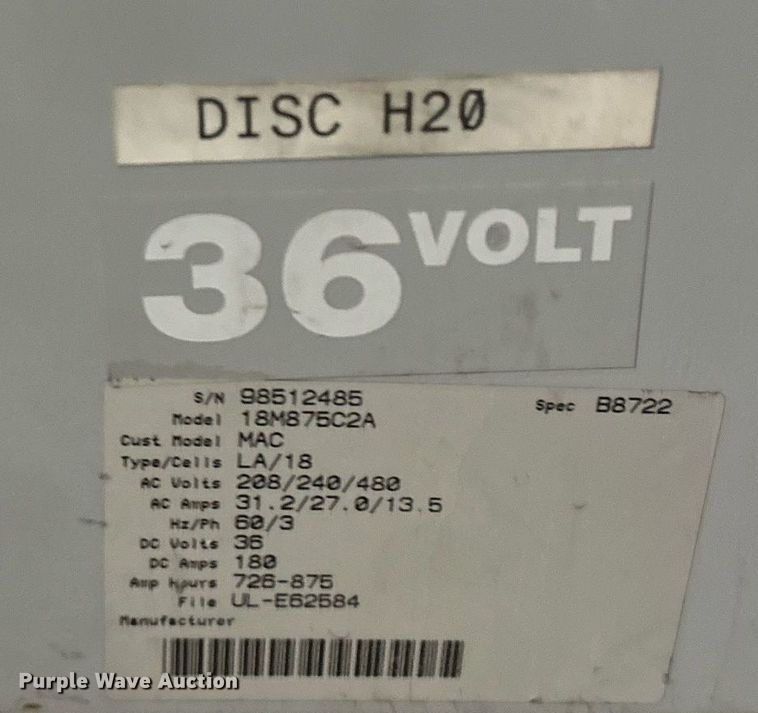 DISC H20
36 VOLT
S/N 98512485 Spec B8722
Model 18M875C2A
Cust Model MAC
Type/Cells LA/18
AC Volts 208/240/480
AC Amps 31.2/27.0/13.5
Hz/Ph 60/3
DC Volts 36
DC Amps 180
Amp Hours 726-875
File UL-E62584
Manufacturer
Purple Wave Auction